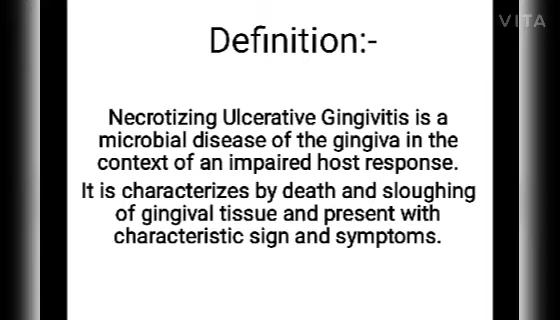 VITA
Definition:-
Necrotizing Ulcerative Gingivitis is a
microbial disease of the gingiva in the
context of an impaired host response.
It is characterizes by death and sloughing
of gingival tissue and present with
characteristic sign and symptoms.